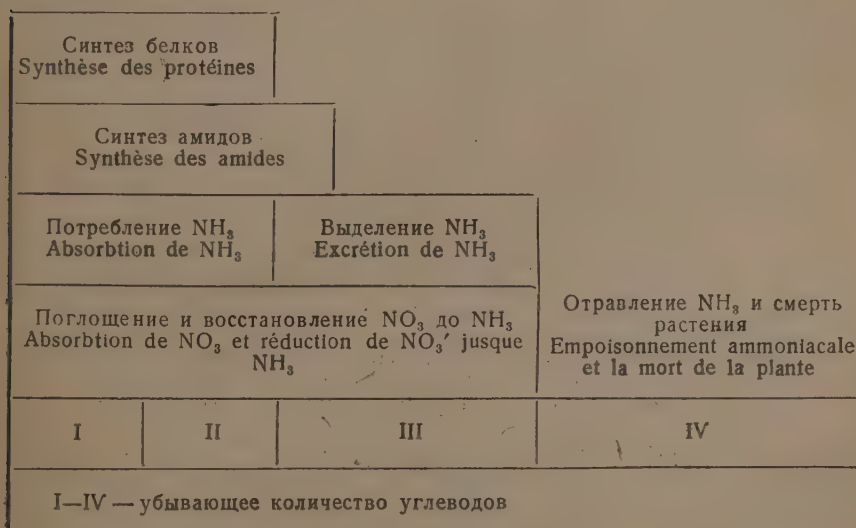 Синтез белков
Synthèse des protéines
Синтез амидов
Synthèse des amides
Потребление NH₃
Absorbtion de NH₃
Выделение NH₃
Excrétion de NH₃
Поглощение и восстановление NO₃ до NH₃
Absorbtion de NO₃ et réduction de NO₃′ jusque
NH₃
Отравление NH₃ и смерть
растения
Empoisonnement ammoniacale
et la mort de la plante
I
II
III
IV
I—IV — убывающее количество углеводов